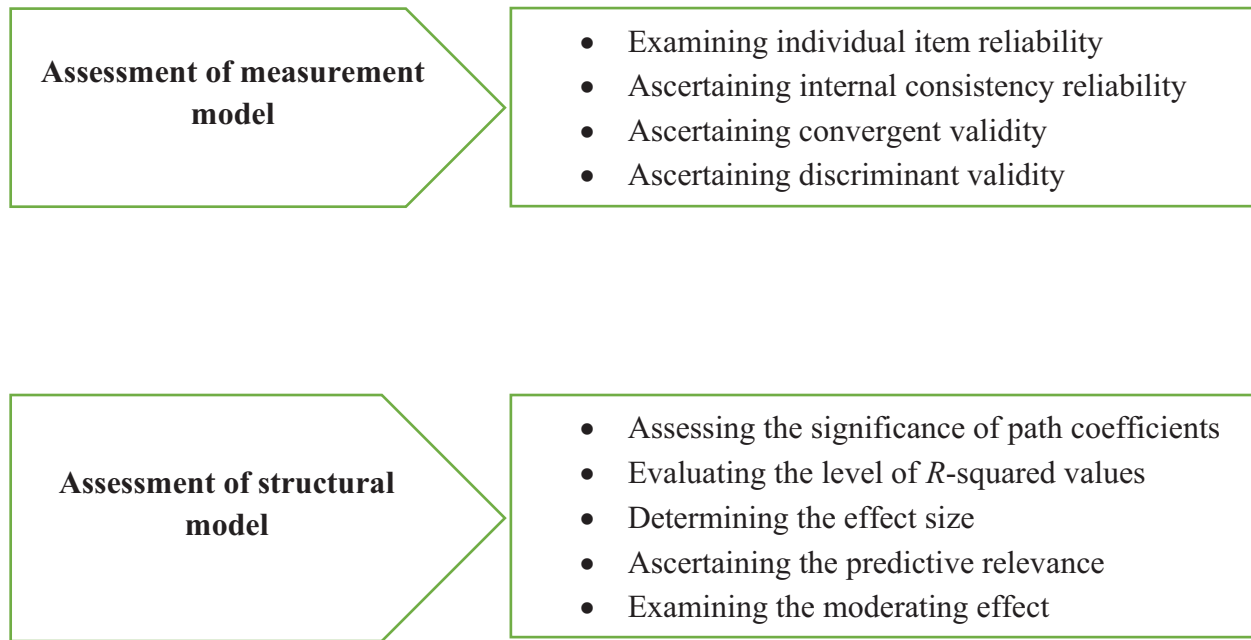 Assessment of measurement
model
• Examining individual item reliability
• Ascertaining internal consistency reliability
• Ascertaining convergent validity
• Ascertaining discriminant validity
Assessment of structural
model
• Assessing the significance of path coefficients
• Evaluating the level of R-squared values
• Determining the effect size
• Ascertaining the predictive relevance
• Examining the moderating effect